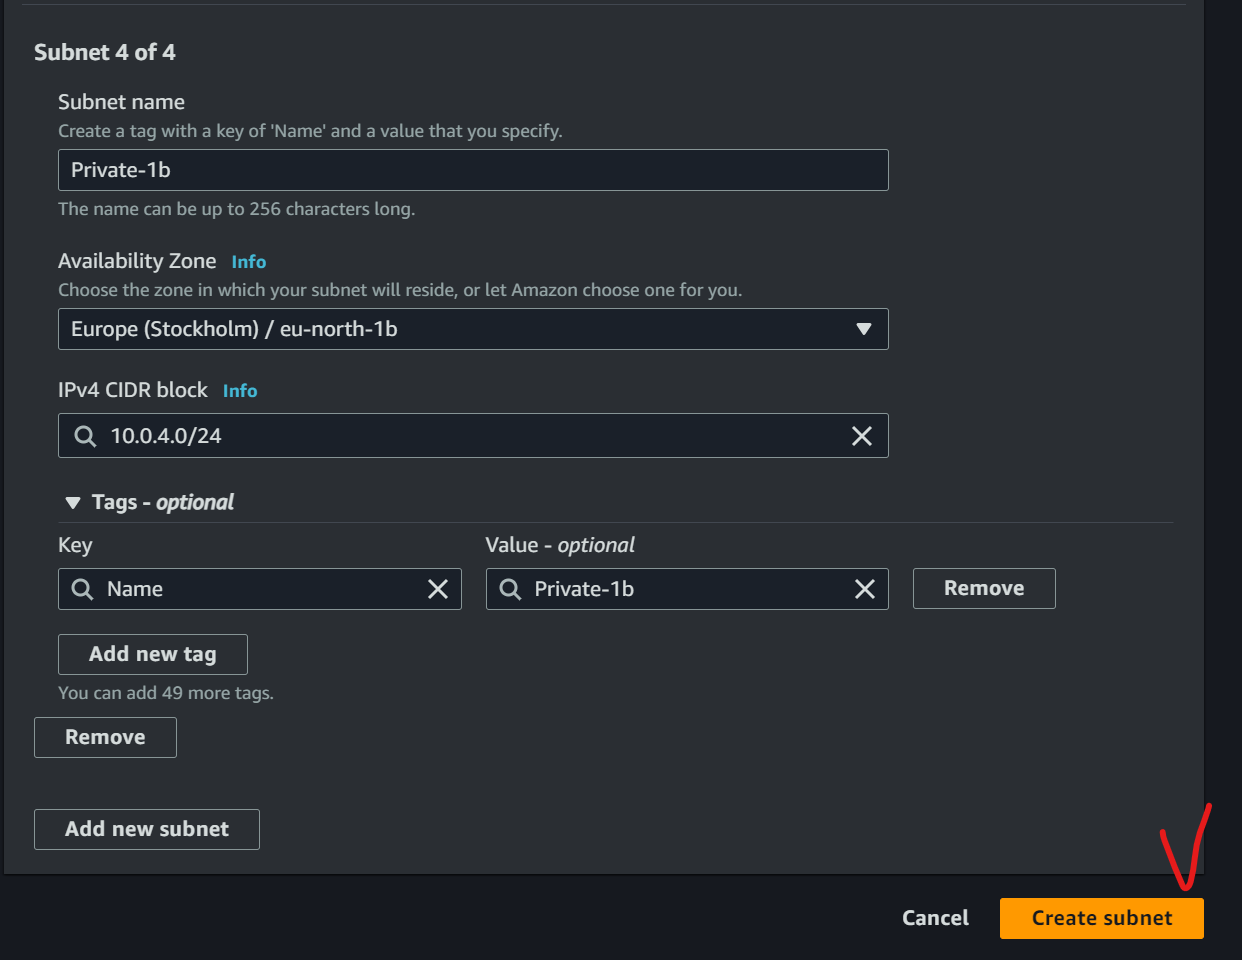 Subnet 4 of 4
Subnet name
Create a tag with a key of 'Name' and a value that you specify.
Private-1b
The name can be up to 256 characters long.
Availability Zone Info
Choose the zone in which your subnet will reside, or let Amazon choose one for you.
Europe (Stockholm) / eu-north-1b
IPv4 CIDR block Info
10.0.4.0/24
Tags - optional
Key Value - optional
Name Private-1b Remove
Add new tag
You can add 49 more tags.
Remove
Add new subnet
Cancel Create subnet